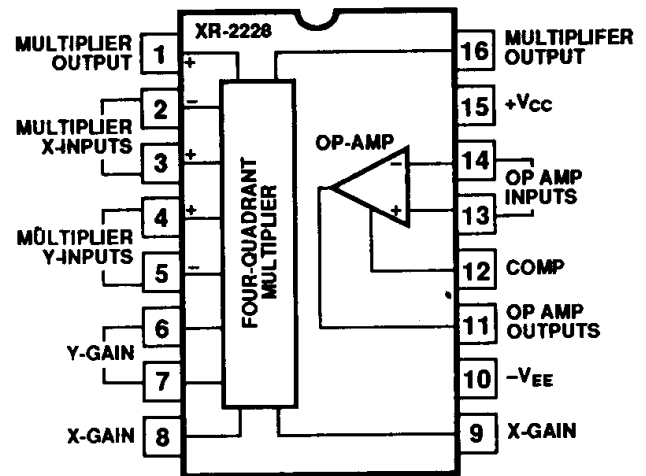 XR-2228
MULTIPLIER
OUTPUT
1
+
2
−
MULTIPLIER
X-INPUTS
3
+
4
+
MULTIPLIER
Y-INPUTS
5
−
6
Y-GAIN
7
X-GAIN
8
FOUR-QUADRANT
MULTIPLIER
OP-AMP
−
+
16
MULTIPLIFER
OUTPUT
15
+VCC
14
OP AMP
INPUTS
13
12
COMP
11
OP AMP
OUTPUTS
10
−VEE
9
X-GAIN